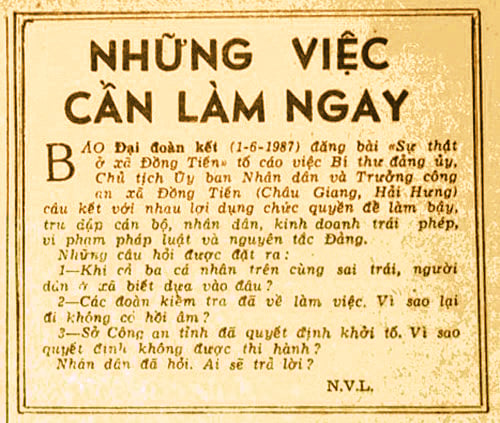 NHỮNG VIỆC
CẦN LÀM NGAY
BÁO Đại đoàn kết (1-6-1987) đăng bài «Sự thật
ở xã Đồng Tiến» tố cáo việc Bí thư đảng ủy,
Chủ tịch Ủy ban Nhân dân và Trưởng công
an xã Đồng Tiến (Châu Giang, Hải Hưng)
câu kết với nhau lợi dụng chức quyền để làm bậy,
trù dập cán bộ, nhân dân, kinh doanh trái phép,
vi phạm pháp luật và nguyên tắc Đảng.
Những câu hỏi được đặt ra :
1—Khi cả ba cá nhân trên cùng sai trái, người
dân ở xã biết dựa vào đâu ?
2—Các đoàn kiểm tra đã về làm việc. Vì sao lại
đi không có hồi âm ?
3—Sở Công an tỉnh đã quyết định khởi tố. Vì sao
quyết định không được thi hành ?
Nhân dân đã hỏi. Ai sẽ trả lời ?
N.V.L.